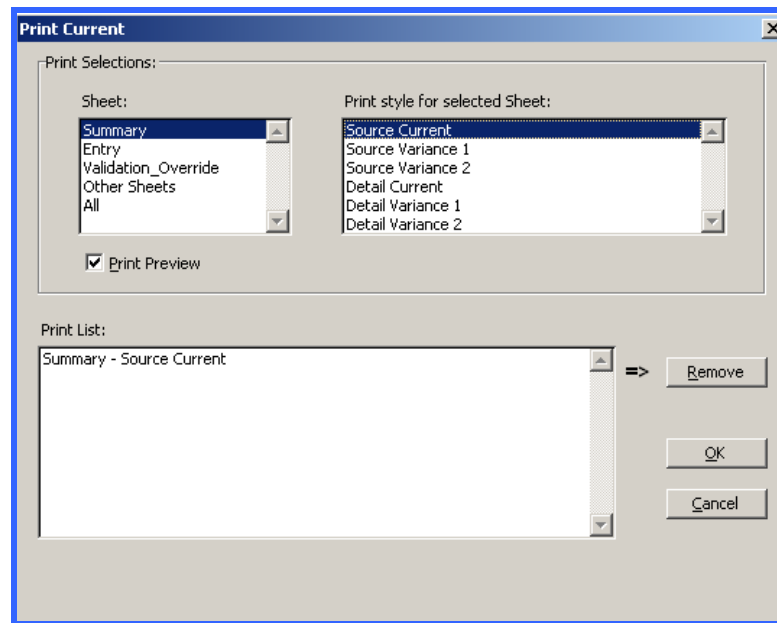 Print Current
Print Selections:
Sheet:
Summary
Entry
Validation_Override
Other Sheets
All
Print style for selected Sheet:
Source Current
Source Variance 1
Source Variance 2
Detail Current
Detail Variance 1
Detail Variance 2
Print Preview
Print List:
Summary - Source Current
=>
Remove
OK
Cancel